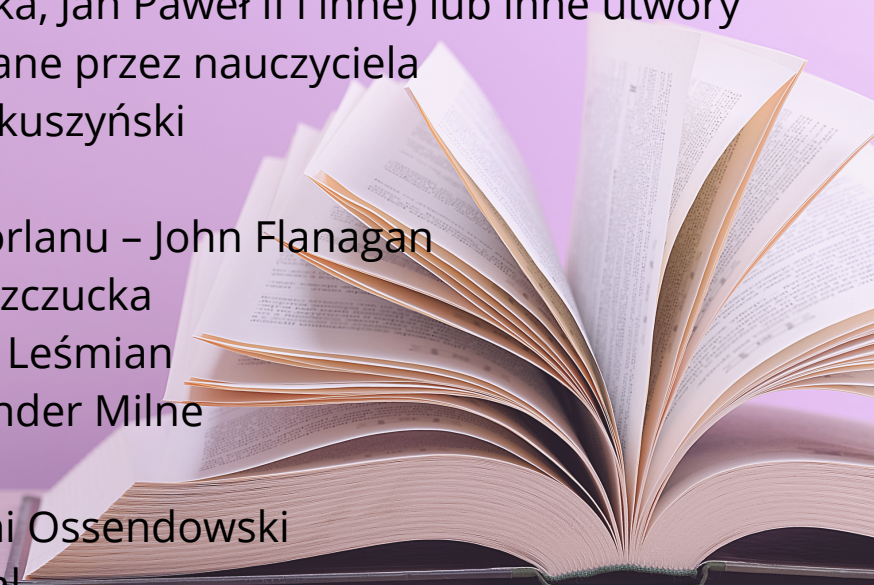 ka, Jan Paweł II i inne) lub inne utwory
ane przez nauczyciela
kuszyński
orlanu – John Flanagan
zczucka
Leśmian
nder Milne
i Ossendowski